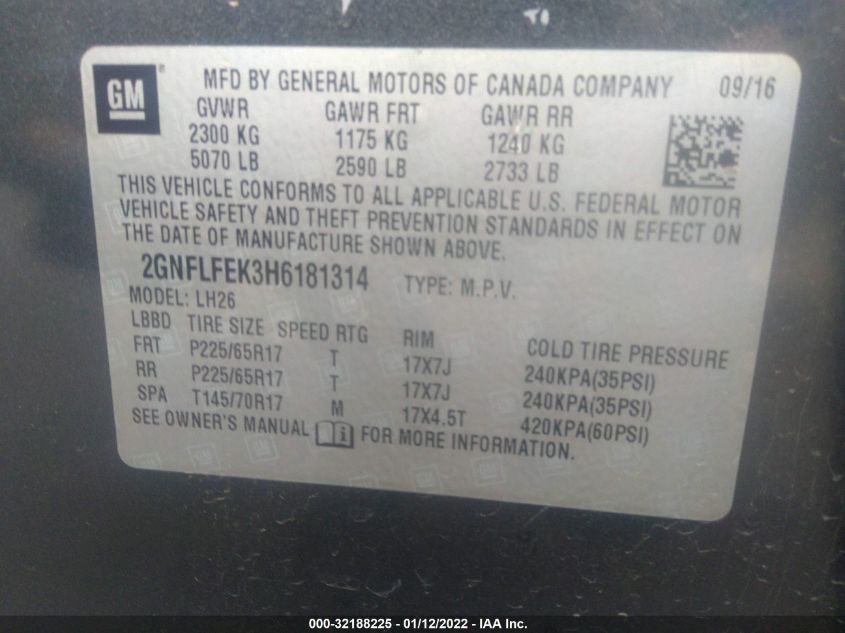 GM ® MFD BY GENERAL MOTORS OF CANADA COMPANY 09/16
GVWR GAWR FRT GAWR RR
2300 KG 1175 KG 1240 KG
5070 LB 2590 LB 2733 LB
THIS VEHICLE CONFORMS TO ALL APPLICABLE U.S. FEDERAL MOTOR
VEHICLE SAFETY AND THEFT PREVENTION STANDARDS IN EFFECT ON
THE DATE OF MANUFACTURE SHOWN ABOVE.
2GNFLFEK3H6181314 TYPE: M.P.V.
MODEL: LH26
LBBD TIRE SIZE SPEED RTG RIM COLD TIRE PRESSURE
FRT P225/65R17 T 17X7J 240KPA(35PSI)
RR P225/65R17 T 17X7J 240KPA(35PSI)
SPA T145/70R17 M 17X4.5T 420KPA(60PSI)
SEE OWNER'S MANUAL FOR MORE INFORMATION.
000-32188225 - 01/12/2022 - IAA Inc.